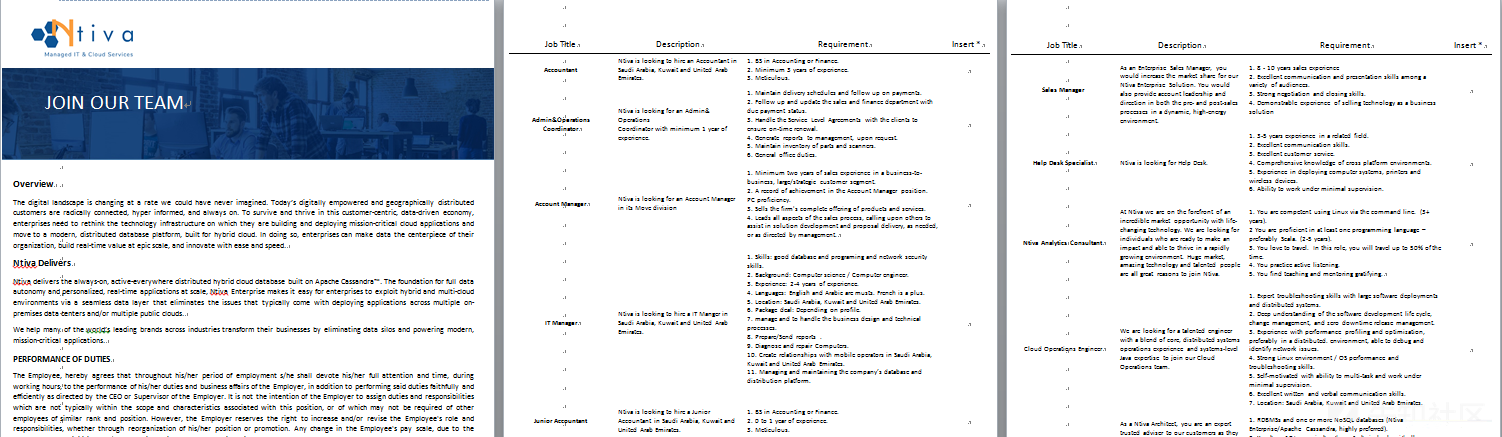 Ntiva
Managed IT & Cloud Services
JOIN OUR TEAM
Overview
The digital landscape is changing at a rate we could have never imagined. Today's digitally empowered and geographically distributed
customers are radically connected, hyper informed, and always on. To survive and thrive in this customer-centric, data-driven economy,
enterprises need to rethink the technology infrastructure on which they are building and deploying mission-critical cloud applications and
move to a modern, distributed database platform, built for hybrid cloud. In doing so, enterprises can make data the centerpiece of their
organization, build real-time value at epic scale, and innovate with ease and speed.
Ntiva Delivers
Ntiva delivers the always-on, active-everywhere distributed hybrid cloud database built on Apache Cassandra™. The foundation for full data
autonomy and personalized, real-time applications at scale, Ntiva Enterprise makes it easy for enterprises to exploit hybrid and multi-cloud
environments via a seamless data layer that eliminates the issues that typically come with deploying applications across multiple on-
premises data-centers and/or multiple public clouds.
We help many of the world's leading brands across industries transform their businesses by eliminating data silos and powering modern,
mission-critical applications.
PERFORMANCE OF DUTIES
The Employee, hereby agrees that throughout his/her period of employment s/he shall devote his/her full attention and time, during
working hours to the performance of his/her duties and business affairs of the Employer, in addition to performing said duties faithfully and
efficiently as directed by the CEO or Supervisor of the Employer. It is not the intention of the Employer to assign duties and responsibilities
which are not typically within the scope and characteristics associated with this position, or of which may not be required of other
employees of similar rank and position. However, the Employer reserves the right to increase and/or revise the Employee's role and
responsibilities, whether through reorganization of his/her position or promotion. Any change in the Employee's pay scale, due to the
Job Title Description Requirement Insert *
Accountant
Ntiva is looking to hire an Accountant in
Saudi Arabia, Kuwait and United Arab
Emirates.
1. BS in Accounting or Finance.
2. Minimum 3 years of experience.
3. Meticulous.
Admin&Operations
Coordinator
Ntiva is looking for an Admin&
Operations
Coordinator with minimum 1 year of
experience.
1. Maintain delivery schedules and follow up on payments.
2. Follow up and update the sales and finance department with
due payment status.
3. Handle the Service Level Agreements with the clients to
ensure on-time renewal.
4. Generate reports to management, upon request.
5. Maintain inventory of parts and scanners.
6. General office duties.
Account Manager
Ntiva is looking for an Account Manager
in its Move division
1. Minimum two years of sales experience in a business-to-
business, large/strategic customer segment.
2. A record of achievement in the Account Manager position.
PC proficiency.
3. Sells the firm's complete offering of products and services.
4. Leads all aspects of the sales process, calling upon others to
assist in solution development and proposal delivery, as needed,
or as directed by management.
IT Manager
Ntiva is looking to hire a IT Manger in
Saudi Arabia, Kuwait and United Arab
Emirates.
1. Skills: good database and programing and network security
skills.
2. Background: Computer science / Computer engineer.
3. Experience: 2-4 years of experience.
4. Languages: English and Arabic are musts. French is a plus.
5. Location: Saudi Arabia, Kuwait and United Arab Emirates.
6. Package deal: Depending on profile.
7. manage and to handle the business design and technical
processes.
8. Prepare/Send reports .
9. Diagnose and repair Computers.
10. Create relationships with mobile operators in Saudi Arabia,
Kuwait and United Arab Emirates.
11. Managing and maintaining the company's database and
distribution platform.
Junior Accountant
Ntiva is looking to hire a Junior
Accountant in Saudi Arabia, Kuwait and
United Arab Emirates.
1. BS in Accounting or Finance.
2. 0 to 1 year of experience.
3. Meticulous.
Job Title Description Requirement Insert *
Sales Manager
As an Enterprise Sales Manager, you
would increase the market share for our
Ntiva Enterprise Solution. You would
also provide account leadership and
direction in both the pre- and post-sales
processes in a dynamic, high-energy
environment.
1. 8 - 10 years sales experience
2. Excellent communication and presentation skills among a
variety of audiences.
3. Strong negotiation and closing skills.
4. Demonstrable experience of selling technology as a business
solution
Help Desk Specialist
Ntiva is looking for Help Desk.
1. 3-5 years experience in a related field.
2. Excellent communication skills.
3. Excellent customer service.
4. Comprehensive knowledge of cross platform environments.
5. Experience in deploying computer systems, printers and
wireless devices.
6. Ability to work under minimal supervision.
Ntiva Analytics Consultant
At Ntiva we are on the forefront of an
incredible market opportunity with life-
changing technology. We are looking for
individuals who are ready to make an
impact and able to thrive in a rapidly
growing environment. Huge market,
amazing technology and talented people
are all great reasons to join Ntiva.
1. You are competent using Linux via the command line. (3+
years).
2 You are proficient in at least one programming language –
preferably Scala. (2-5 years).
3. You love to travel. In this role, you will travel up to 50% of the
time.
4. You practice active listening.
5. You find teaching and mentoring gratifying.
Cloud Operations Engineer
We are looking for a talented engineer
with a blend of core, distributed systems
operations experience and systems-level
Java expertise to join our Cloud
Operations team.
1. Expert troubleshooting skills with large software deployments
and distributed systems.
2. Deep understanding of the software development life cycle,
change management, and zero downtime release management.
3. Experience with performance profiling and optimization,
preferably in a distributed. environment, able to debug and
identify network issues.
4. Strong Linux environment / OS performance and
troubleshooting skills.
5. Self-motivated with ability to multi-task and work under
minimal supervision.
6. Excellent written and verbal communication skills.
7. Location: Saudi Arabia, Kuwait and United Arab Emirates.
As a Ntiva Architect, you are an expert
trusted adviser to our customers as they
1. RDBMS and one or more NoSQL databases (Ntiva
Enterprise/Apache Cassandra, highly preferred).